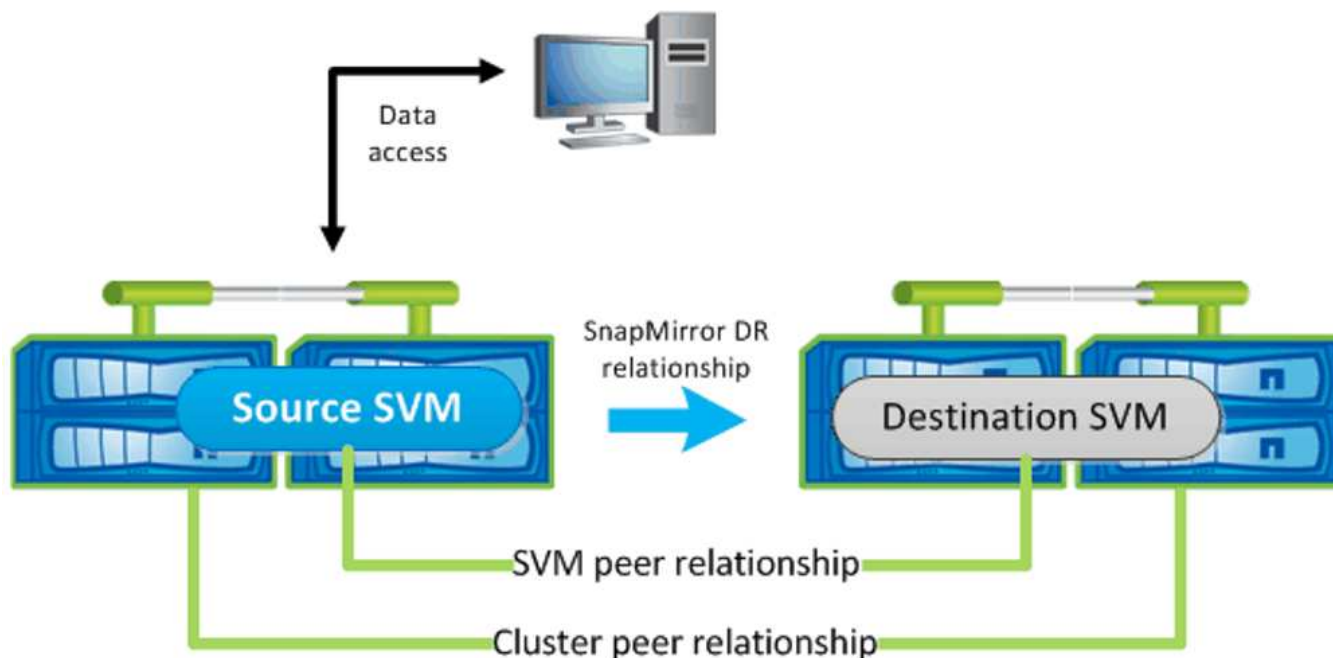 Data
access
SnapMirror DR
relationship
Source SVM
Destination SVM
SVM peer relationship
Cluster peer relationship